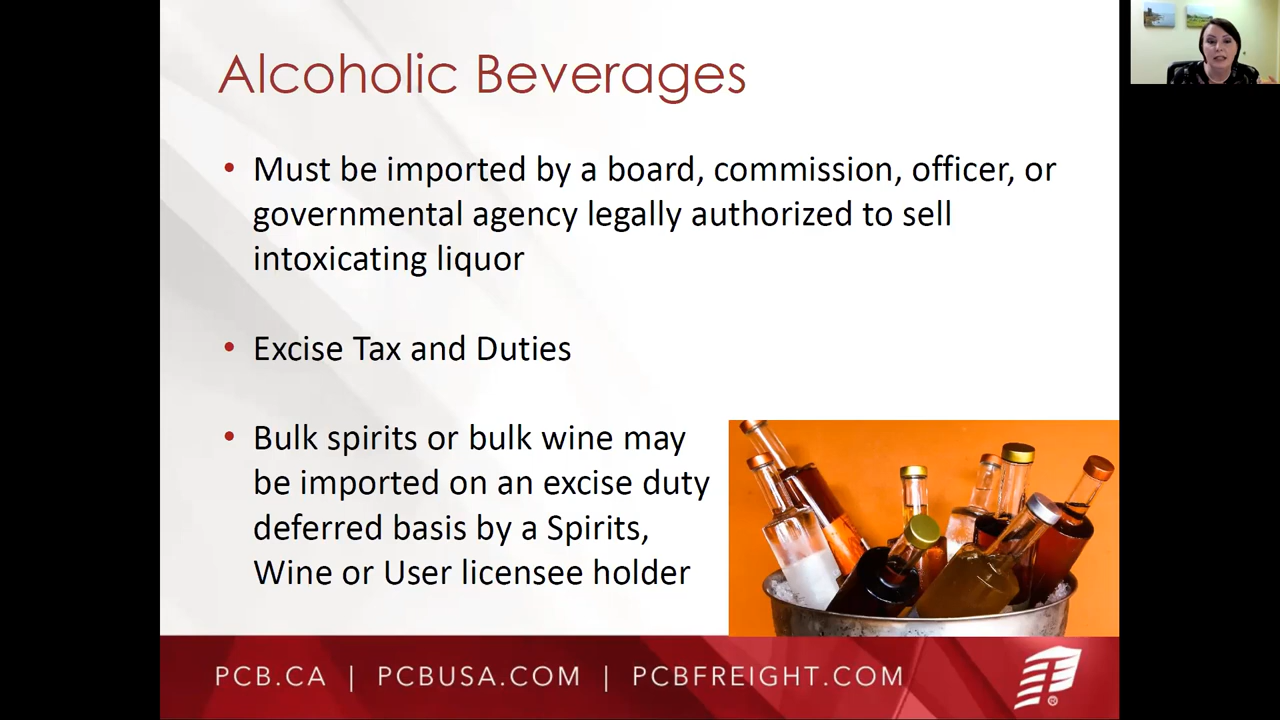 Alcoholic Beverages
• Must be imported by a board, commission, officer, or
governmental agency legally authorized to sell
intoxicating liquor
• Excise Tax and Duties
• Bulk spirits or bulk wine may
be imported on an excise duty
deferred basis by a Spirits,
Wine or User licensee holder
PCB.CA | PCBUSA.COM | PCBFREIGHT.COM
®